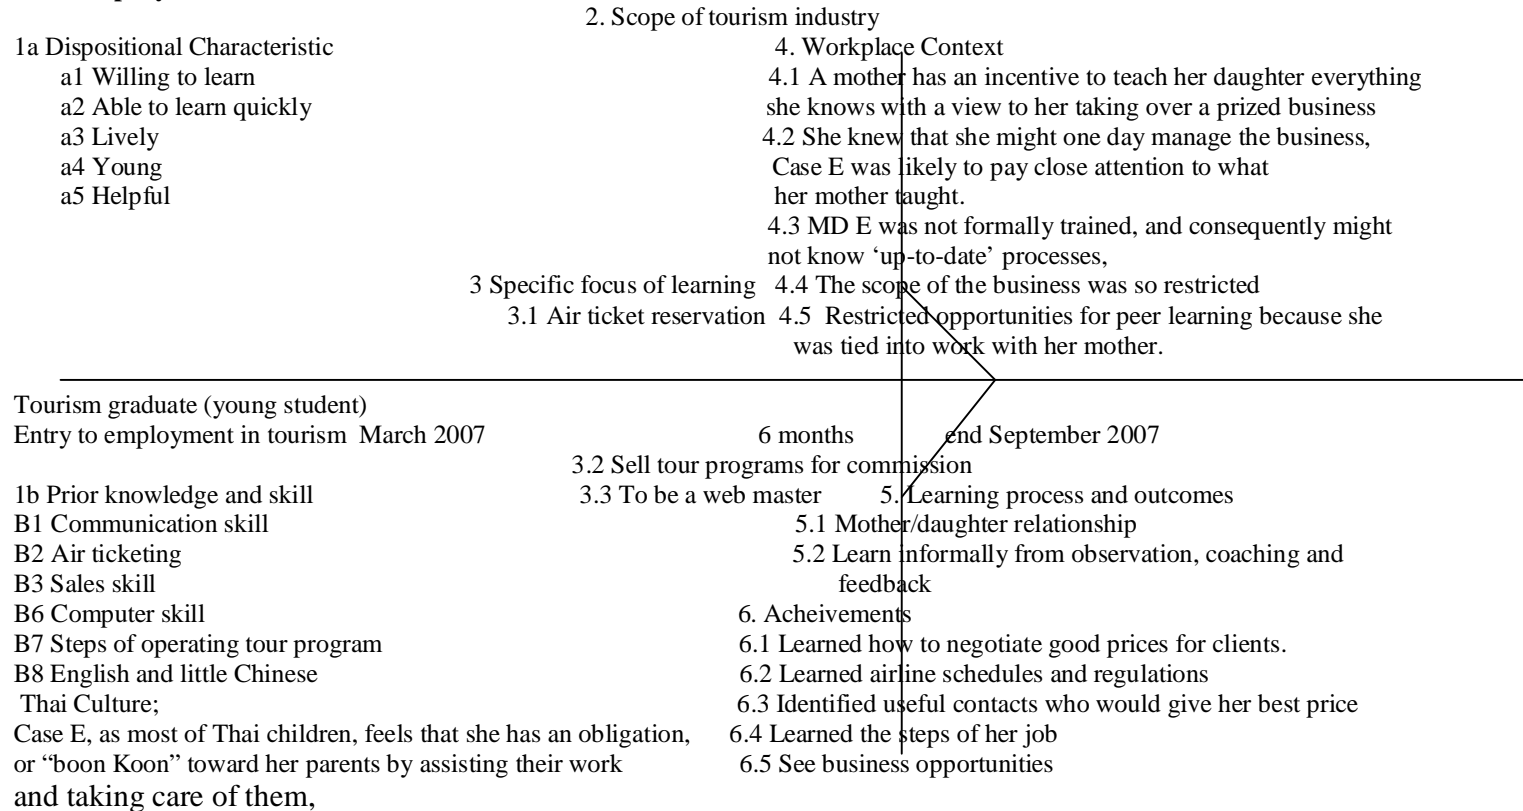 2. Scope of tourism industry
1a Dispositional Characteristic
a1 Willing to learn
a2 Able to learn quickly
a3 Lively
a4 Young
a5 Helpful
4. Workplace Context
4.1 A mother has an incentive to teach her daughter everything
she knows with a view to her taking over a prized business
4.2 She knew that she might one day manage the business,
Case E was likely to pay close attention to what
her mother taught.
4.3 MD E was not formally trained, and consequently might
not know ‘up-to-date’ processes,
4.4 The scope of the business was so restricted
4.5 Restricted opportunities for peer learning because she
was tied into work with her mother.
3 Specific focus of learning
3.1 Air ticket reservation
Tourism graduate (young student)
Entry to employment in tourism March 2007
6 months
end September 2007
3.2 Sell tour programs for commission
3.3 To be a web master
1b Prior knowledge and skill
B1 Communication skill
B2 Air ticketing
B3 Sales skill
B6 Computer skill
B7 Steps of operating tour program
B8 English and little Chinese
Thai Culture;
Case E, as most of Thai children, feels that she has an obligation,
or “boon Koon” toward her parents by assisting their work
and taking care of them,
5. Learning process and outcomes
5.1 Mother/daughter relationship
5.2 Learn informally from observation, coaching and
feedback
6. Acheivements
6.1 Learned how to negotiate good prices for clients.
6.2 Learned airline schedules and regulations
6.3 Identified useful contacts who would give her best price
6.4 Learned the steps of her job
6.5 See business opportunities